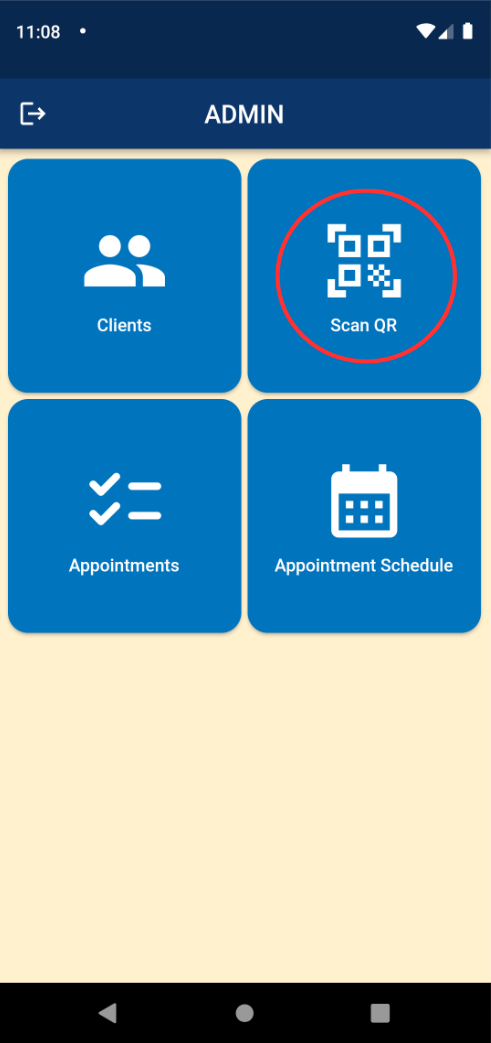 11:08
ADMIN
Clients
Scan QR
Appointments
Appointment Schedule